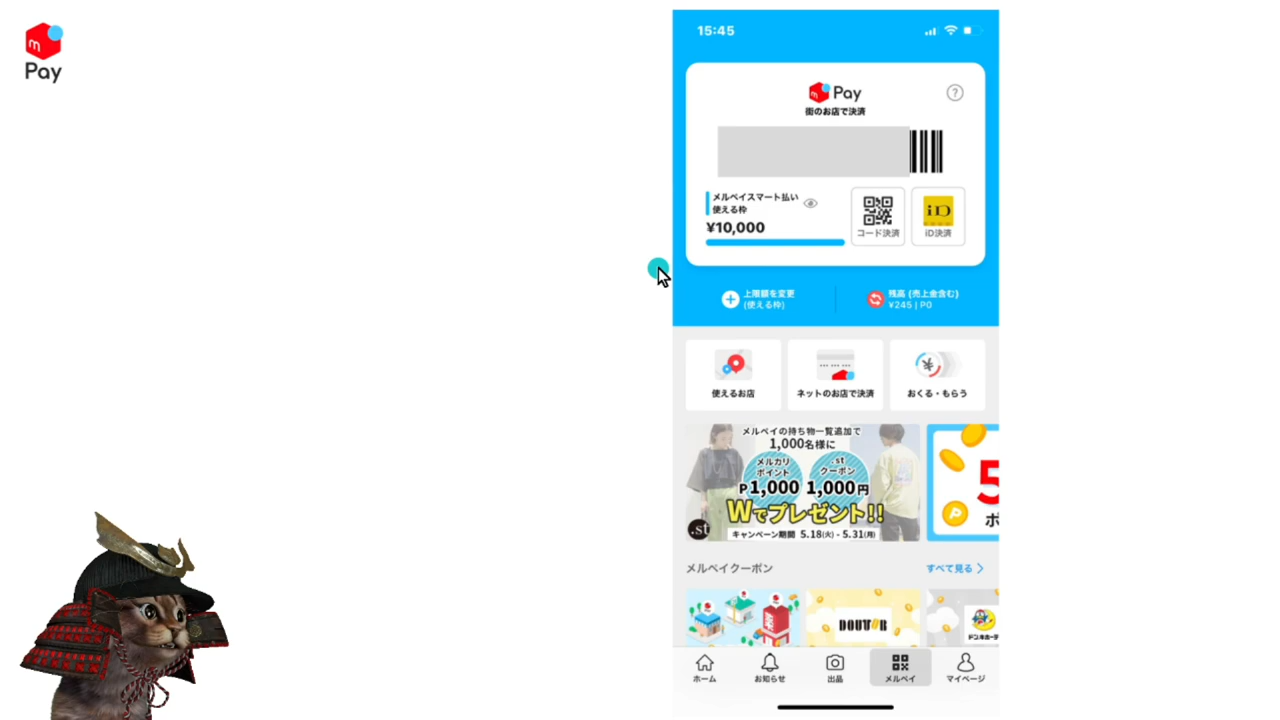 m
Pay
15:45
m Pay
?
街のお店で決済
メルペイスマート払い
使える枠
¥10,000
コード決済
iD
iD決済
上限額を変更
(使える枠)
残高 (売上金含む)
¥245 | P0
使えるお店
ネットのお店で決済
おくる・もらう
メルペイの持ち物一覧追加で
1,000名様に
メルカリ
ポイント
P1,000
.st
クーポン
1,000円
Wでプレゼント!!
.st
キャンペーン期間 5.18(火) - 5.31(月)
5
ポ
P
メルペイクーポン
すべて見る
DOUTOR
ドン.キホーテ
ホーム
お知らせ
出品
メルペイ
マイページ